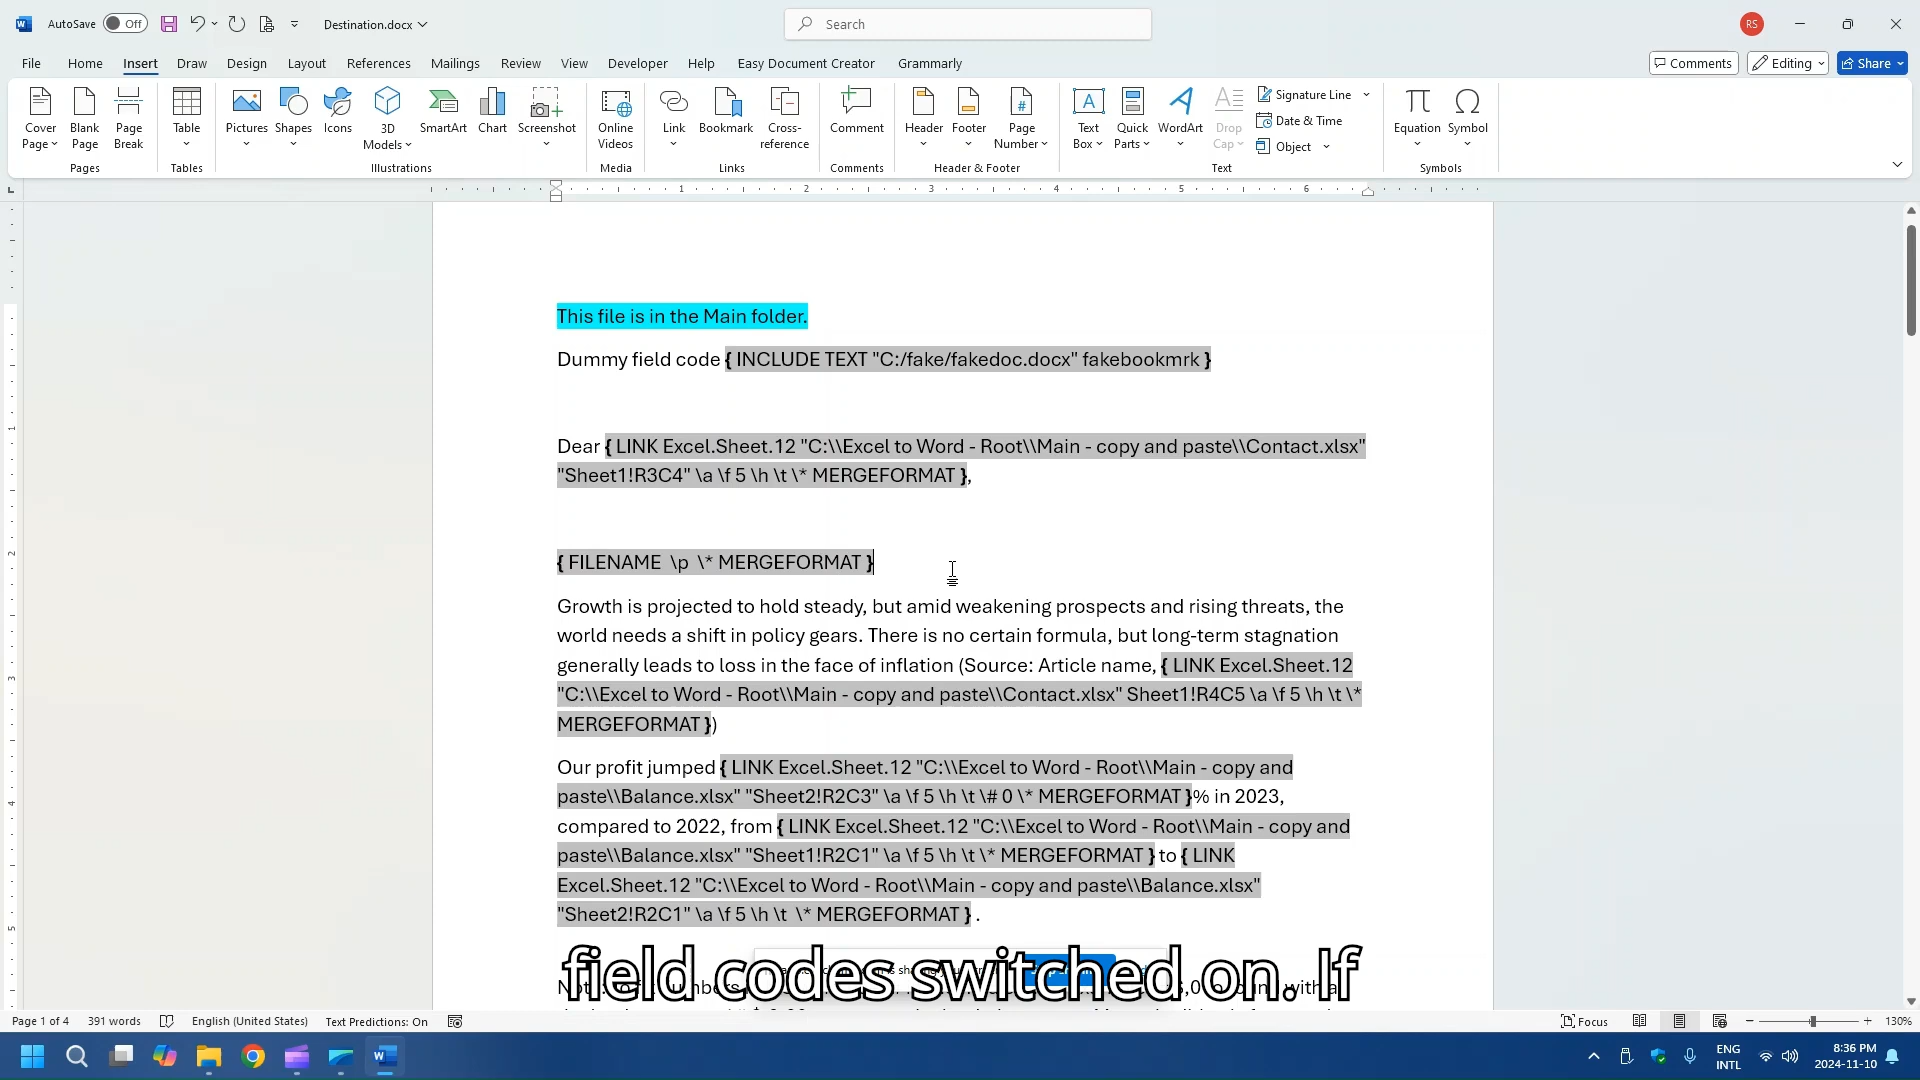 AutoSave Off Destination.docx Search RS
File Home Insert Draw Design Layout References Mailings Review View Developer Help Easy Document Creator Grammarly Comments Editing Share
Cover Page Blank Page Page Break Table Pictures Shapes Icons 3D Models SmartArt Chart Screenshot Online Videos Link Bookmark Cross-reference Comment Header Footer Page Number Text Box Quick Parts WordArt Drop Cap Signature Line Date & Time Object Equation Symbol
Pages Tables Illustrations Media Links Comments Header & Footer Text Symbols
1 2 3 4 5 6
This file is in the Main folder.
Dummy field code { INCLUDE TEXT "C:/fake/fakedoc.docx" fakebookmrk }
Dear { LINK Excel.Sheet.12 "C:\\Excel to Word - Root\\Main - copy and paste\\Contact.xlsx"
"Sheet1!R3C4" \a \f 5 \h \t \* MERGEFORMAT },
{ FILENAME \p \* MERGEFORMAT }
Growth is projected to hold steady, but amid weakening prospects and rising threats, the
world needs a shift in policy gears. There is no certain formula, but long-term stagnation
generally leads to loss in the face of inflation (Source: Article name, { LINK Excel.Sheet.12
"C:\\Excel to Word - Root\\Main - copy and paste\\Contact.xlsx" Sheet1!R4C5 \a \f 5 \h \t \*
MERGEFORMAT })
Our profit jumped { LINK Excel.Sheet.12 "C:\\Excel to Word - Root\\Main - copy and
paste\\Balance.xlsx" "Sheet2!R2C3" \a \f 5 \h \t \# 0 \* MERGEFORMAT }% in 2023,
compared to 2022, from { LINK Excel.Sheet.12 "C:\\Excel to Word - Root\\Main - copy and
paste\\Balance.xlsx" "Sheet1!R2C1" \a \f 5 \h \t \* MERGEFORMAT } to { LINK
Excel.Sheet.12 "C:\\Excel to Word - Root\\Main - copy and paste\\Balance.xlsx"
"Sheet2!R2C1" \a \f 5 \h \t \* MERGEFORMAT } .
field codes switched on. If
Page 1 of 4 391 words English (United States) Text Predictions: On Focus 130%
ENG INTL 8:36 PM 2024-11-10